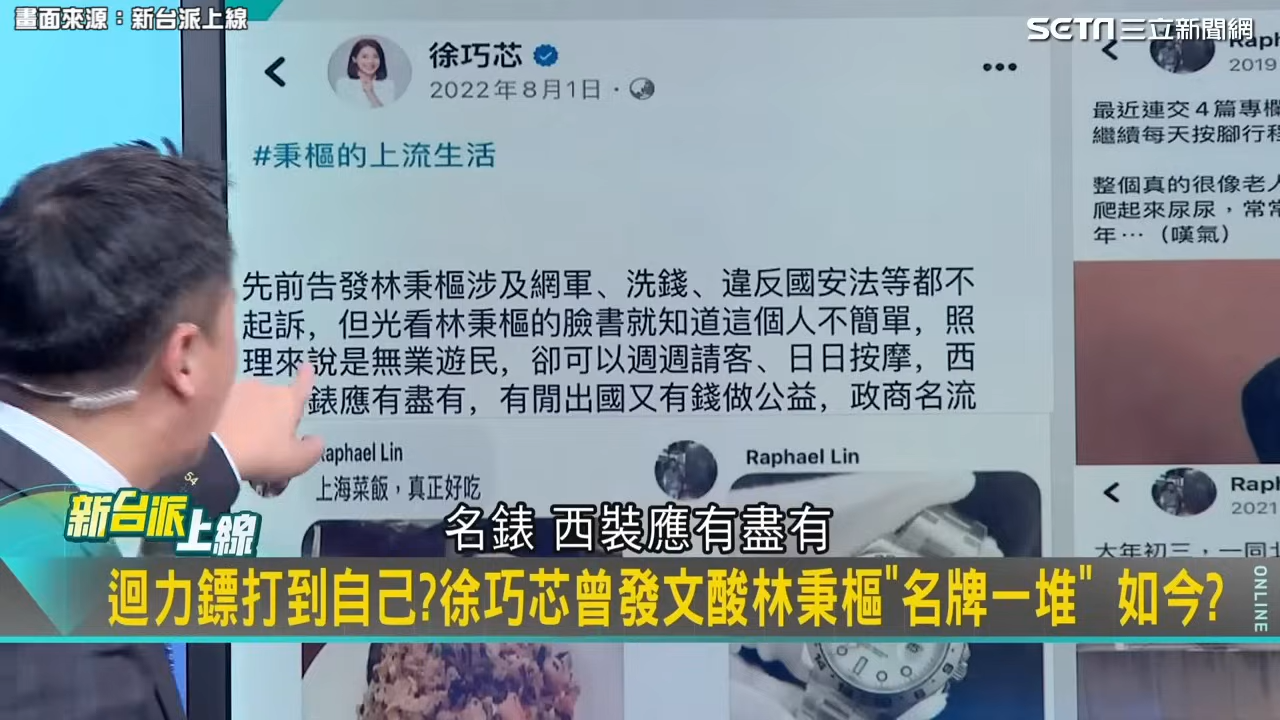 畫面來源：新台派上線
SETN三立新聞網
徐巧芯
2022年8月1日
#秉樞的上流生活
先前告發林秉樞涉及網軍、洗錢、違反國安法等都不
起訴，但光看林秉樞的臉書就知道這個人不簡單，照
理來說是無業遊民，卻可以週週請客、日日按摩，西
錶應有盡有，有閒出國又有錢做公益，政商名流
Raphael Lin
上海菜飯，真正好吃
Raphael Lin
2019
最近連交４篇專欄
繼續每天按腳行程
整個真的很像老人
爬起來尿尿，常常
年⋯（嘆氣）
2021
大年初三，一同
54
新台派上線
名錶 西裝應有盡有
迴力鏢打到自己?徐巧芯曾發文酸林秉樞"名牌一堆" 如今?
ONLINE